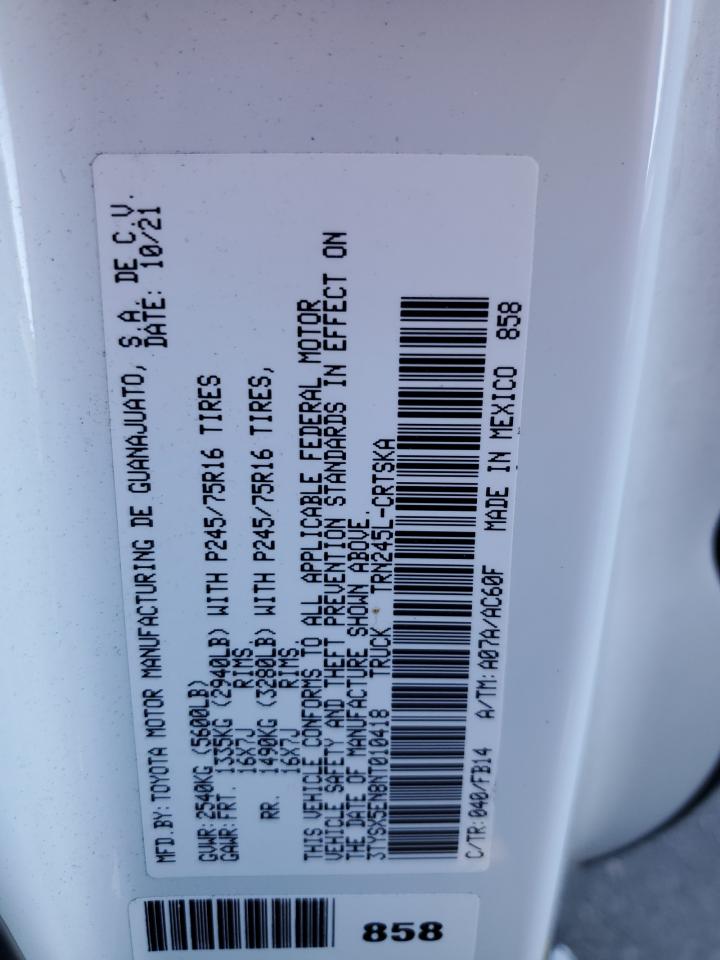 MFD.BY:TOYOTA MOTOR MANUFACTURING DE GUANAJUATO, S.A. DE C.V.
DATE: 10/21
GVWR:2540KG (5600LB)
GAWR:FRT. 1335KG (2940LB) WITH P245/75R16 TIRES
16X7J RIMS.
RR. 1490KG (3280LB) WITH P245/75R16 TIRES,
16X7J RIMS.
THIS VEHICLE CONFORMS TO ALL APPLICABLE FEDERAL MOTOR
VEHICLE SAFETY AND THEFT PREVENTION STANDARDS IN EFFECT ON
THE DATE OF MANUFACTURE SHOWN ABOVE.
3TYSX5EN8NT010418 TRUCK TRN245L-CRTSKA
C/TR:040/FB14 A/TM:A07A/AC60F MADE IN MEXICO 858
858